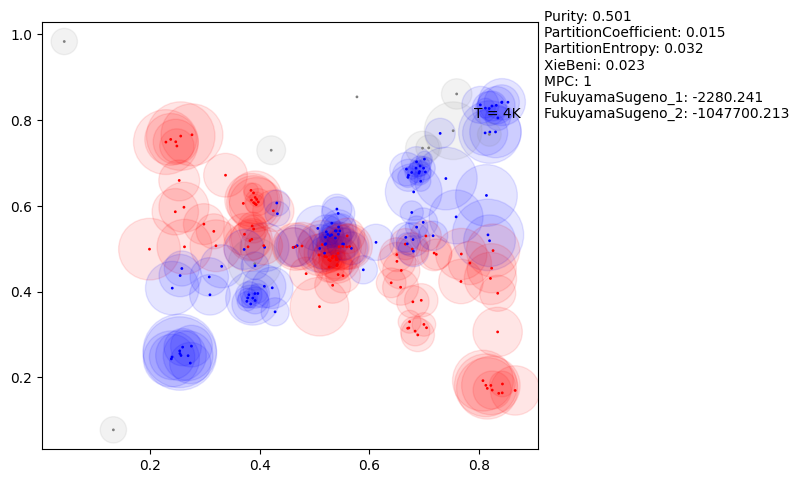 Purity: 0.501
PartitionCoefficient: 0.015
PartitionEntropy: 0.032
XieBeni: 0.023
MPC: 1
FukuyamaSugeno_1: -2280.241
FukuyamaSugeno_2: -1047700.213
T = 4K
1.0
0.8
0.6
0.4
0.2
0.2 0.4 0.6 0.8